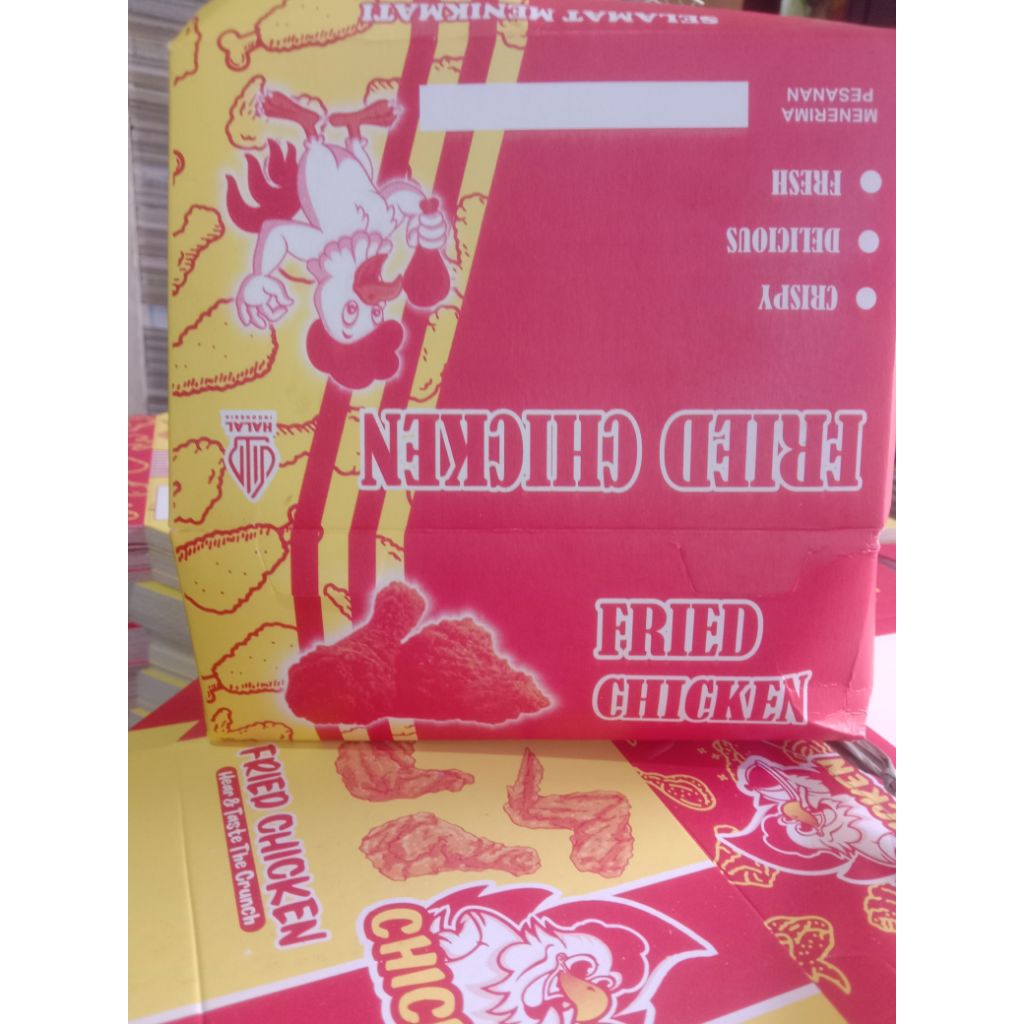 SELAMAT MENIKMATI
MENERIMA
PESANAN
FRESH
DELICIOUS
CRISPY
FRIED CHICKEN
HALAL
INDONESIA
FRIED
CHICKEN
FRIED CHICKEN
Hear & Taste The Crunch